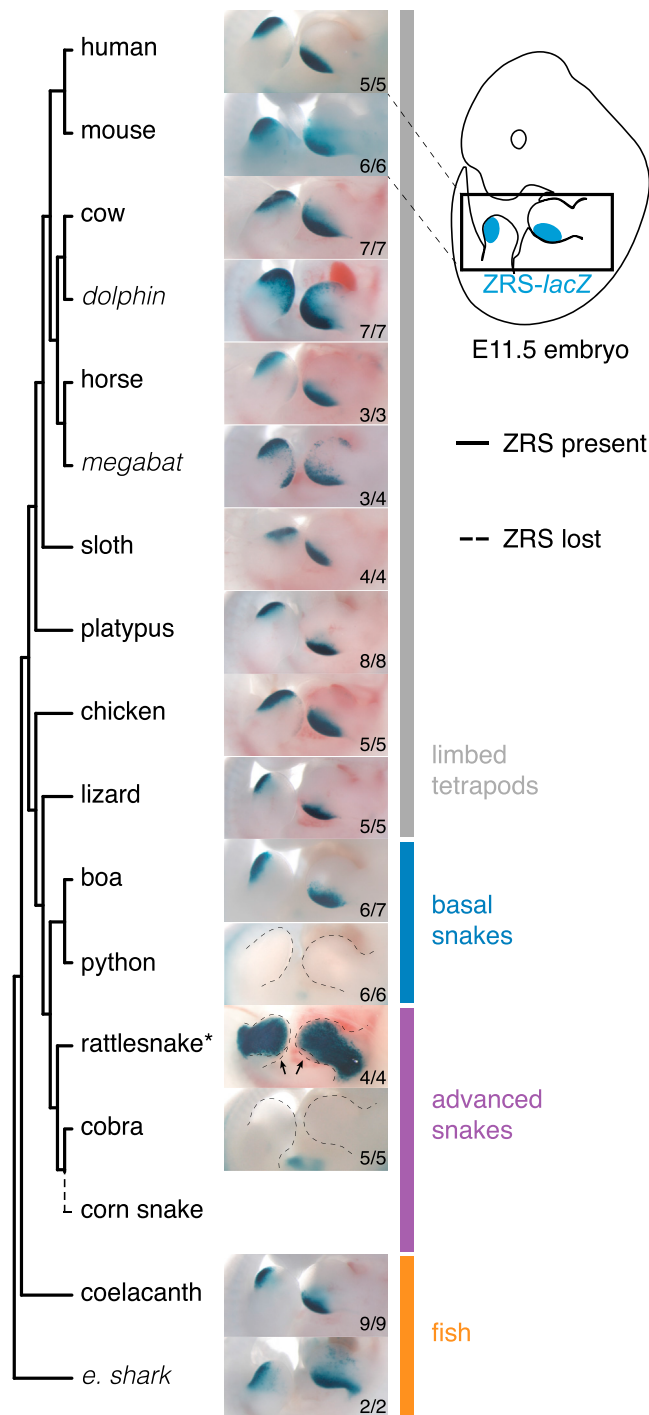 human
5/5
mouse
6/6
cow
7/7
dolphin
7/7
horse
3/3
megabat
3/4
sloth
4/4
platypus
8/8
chicken
5/5
lizard
5/5
boa
6/7
python
6/6
rattlesnake*
4/4
cobra
5/5
corn snake
coelacanth
9/9
e. shark
2/2
ZRS-lacZ
E11.5 embryo
ZRS present
ZRS lost
limbed
tetrapods
basal
snakes
advanced
snakes
fish